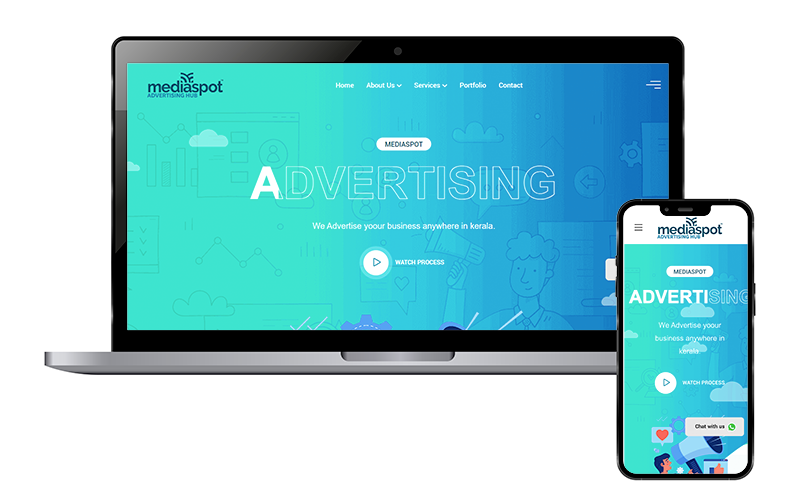 mediaspot
ADVERTISING HUB
Home About Us Services Portfolio Contact
MEDIASPOT
ADVERTISING
We Advertise yoour business anywhere in kerala.
WATCH PROCESS
mediaspot
ADVERTISING HUB
MEDIASPOT
ADVERTISING
We Advertise yoour
business anywhere in
kerala.
WATCH PROCESS
Chat with us